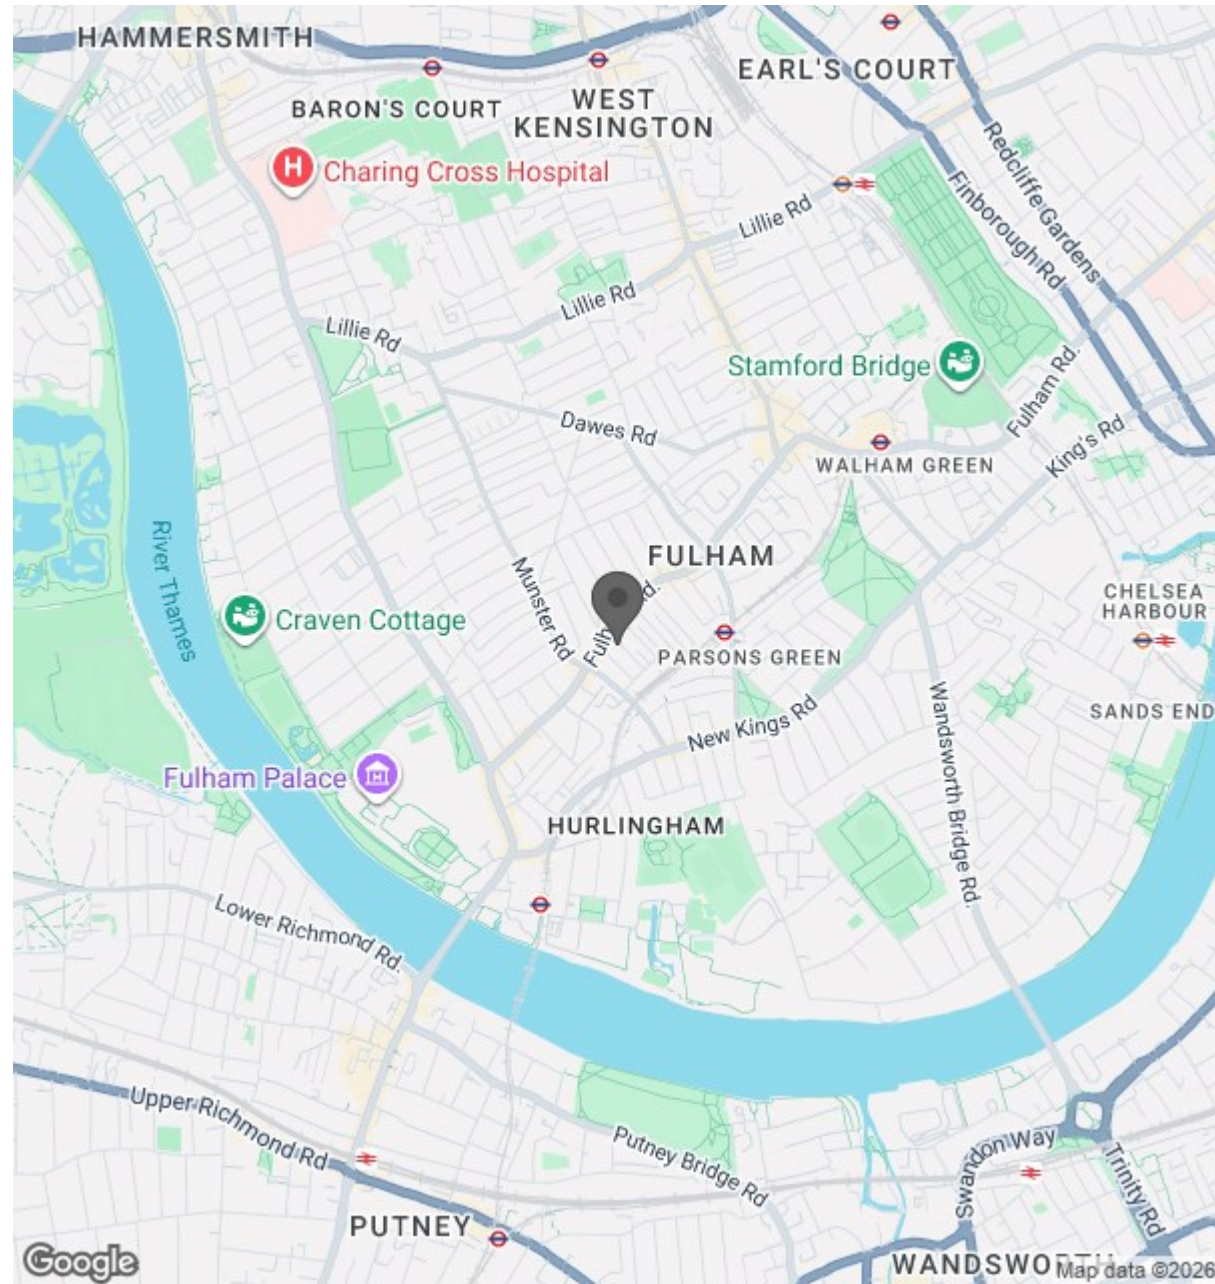 HAMMERSMITH
EARL'S COURT
BARON'S COURT
WEST
KENSINGTON
Charing Cross Hospital
Redcliffe Gardens
Finborough Rd
Lillie Rd
Lillie Rd
Lillie Rd
Stamford Bridge
Fulham Rd.
Dawes Rd
King's Rd
WALHAM GREEN
River Thames
FULHAM
Munster Rd
CHELSEA
HARBOUR
Craven Cottage
Fulh
d.
PARSONS GREEN
Wandsworth Bridge Rd.
New Kings Rd
SANDS END
Fulham Palace
HURLINGHAM
Lower Richmond Rd.
Upper Richmond Rd
Putney Bridge Rd
Swandon Way
Trinity Rd
PUTNEY
WANDSWORTH
Google
Map data ©2026